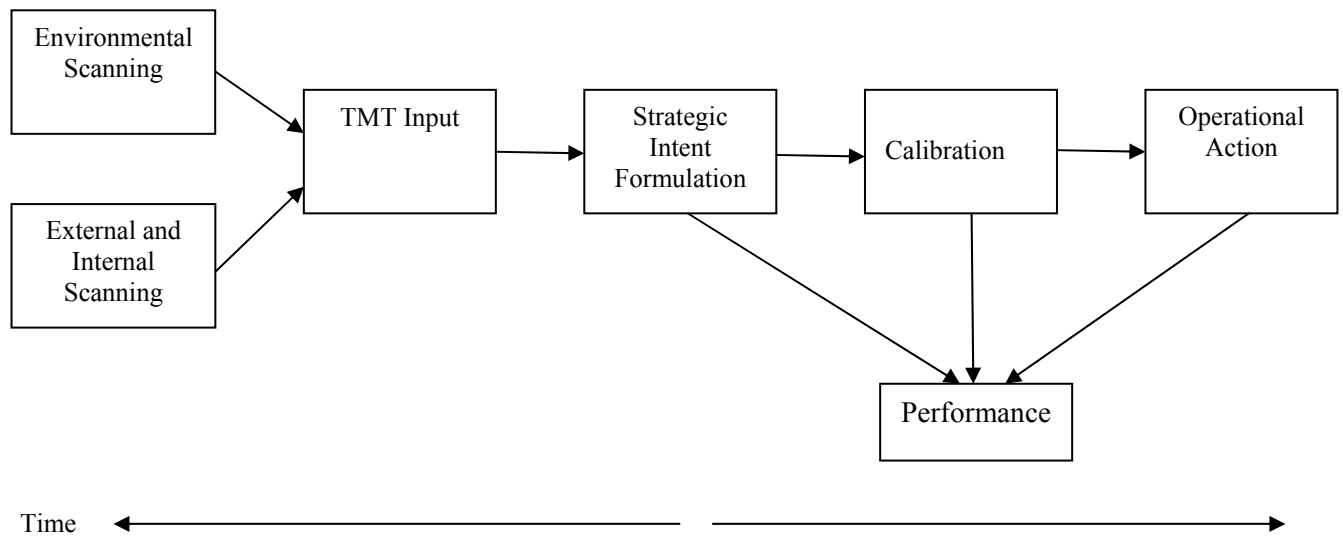 Environmental
Scanning
External and
Internal
Scanning
TMT Input
Strategic
Intent
Formulation
Calibration
Operational
Action
Performance
Time